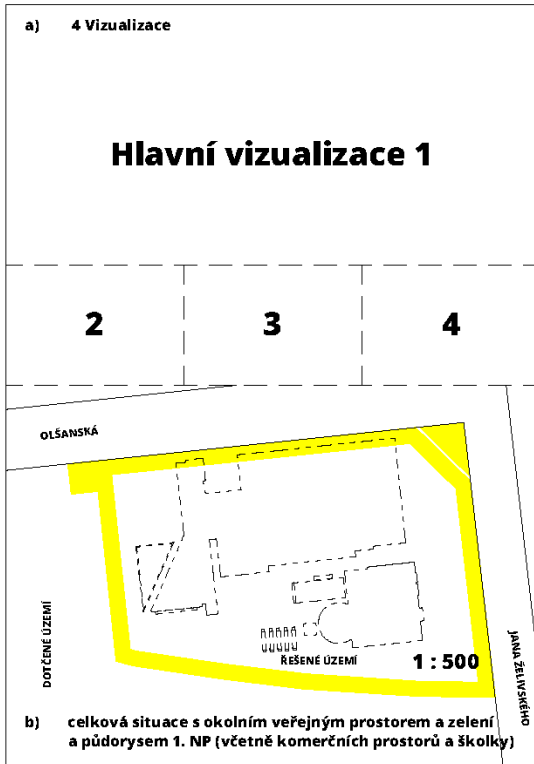 a) 4 Vizualizace
Hlavní vizualizace 1
2 3 4
OLŠANSKÁ
DOTČENÉ ÚZEMÍ
ŘEŠENÉ ÚZEMÍ
1 : 500
JANA ŽELIVSKÉHO
b) celková situace s okolním veřejným prostorem a zelení
a půdorysem 1. NP (včetně komerčních prostorů a školky)